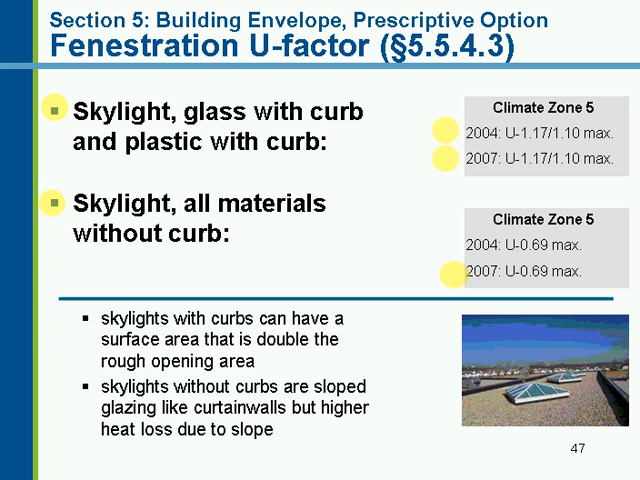 Section 5: Building Envelope, Prescriptive Option
Fenestration U-factor (§5.5.4.3)
Skylight, glass with curb
and plastic with curb:
Climate Zone 5
2004: U-1.17/1.10 max.
2007: U-1.17/1.10 max.
Skylight, all materials
without curb:
Climate Zone 5
2004: U-0.69 max.
2007: U-0.69 max.
skylights with curbs can have a
surface area that is double the
rough opening area
skylights without curbs are sloped
glazing like curtainwalls but higher
heat loss due to slope
47